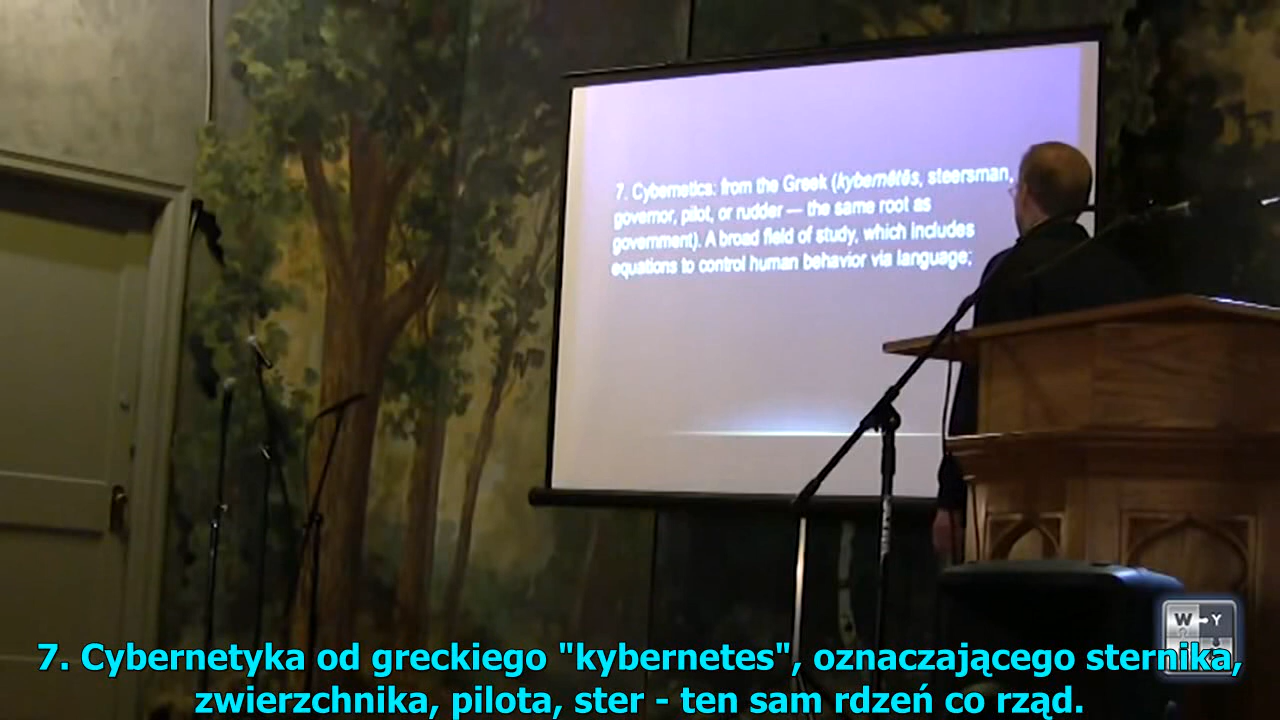 7. Cybernetics: from the Greek (kybernētēs, steersman,
governor, pilot, or rudder — the same root as
government). A broad field of study, which includes
equations to control human behavior via language;
W Y
7. Cybernetyka od greckiego "kybernetes", oznaczającego sternika,
zwierzchnika, pilota, ster - ten sam rdzeń co rząd.